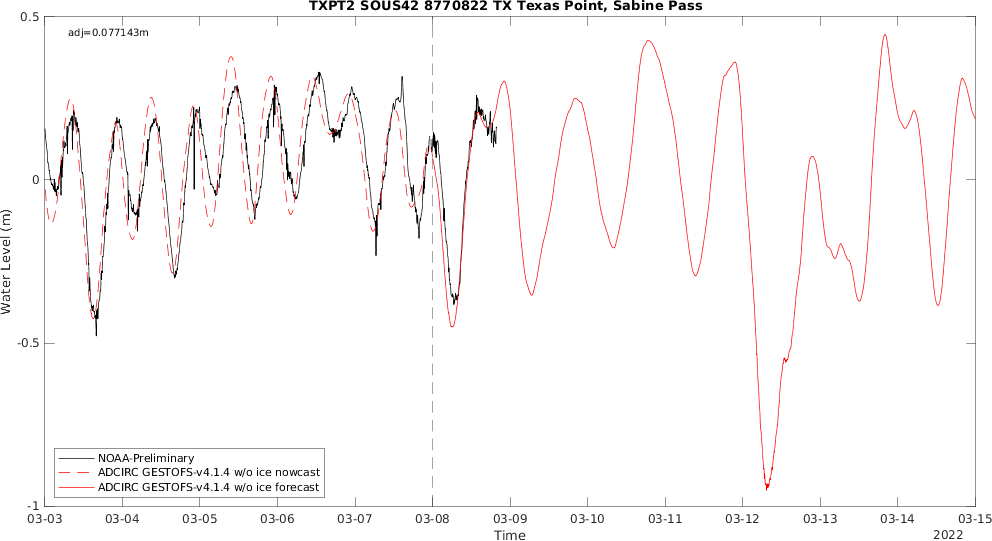 TXPT2 SOUS42 8770822 TX Texas Point, Sabine Pass
adj=0.077143m
0.5
0
-0.5
-1
Water Level (m)
NOAA-Preliminary
ADCIRC GESTOFS-v4.1.4 w/o ice nowcast
ADCIRC GESTOFS-v4.1.4 w/o ice forecast
03-03 03-04 03-05 03-06 03-07 03-08 03-09 03-10 03-11 03-12 03-13 03-14 03-15
Time
2022